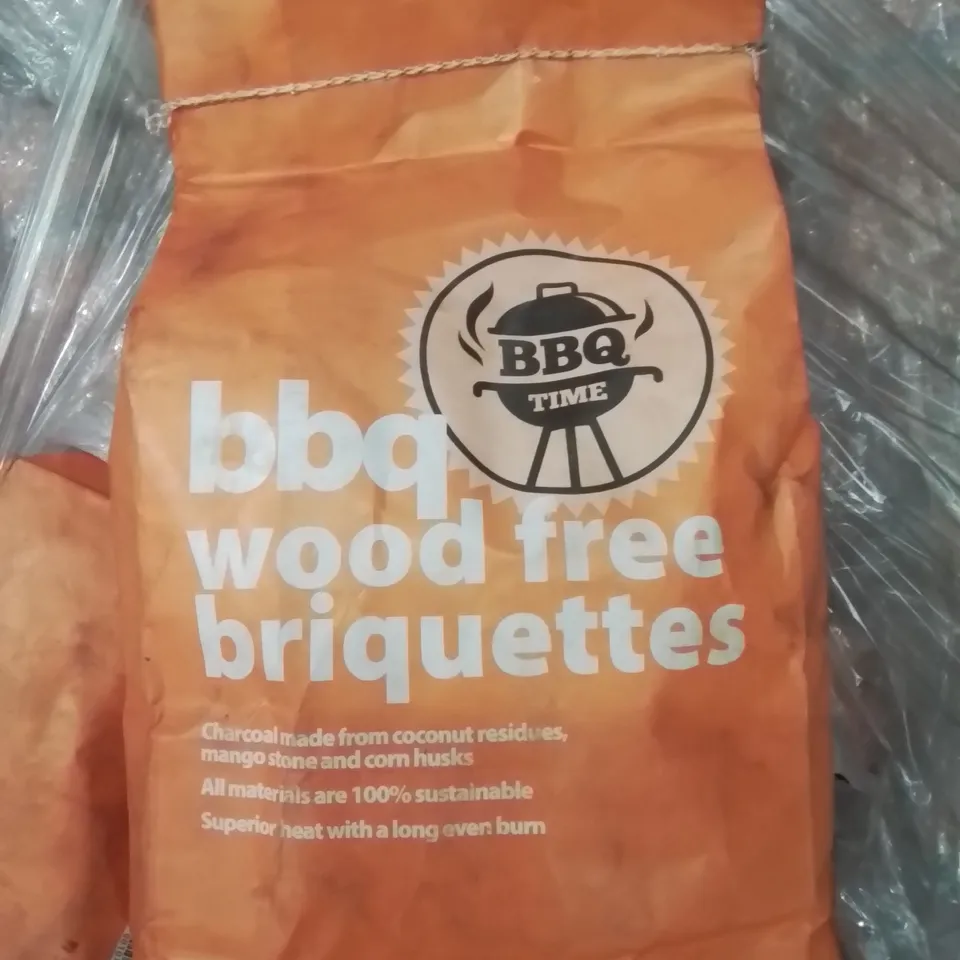 BBQ
TIME
bbq
wood free
briquettes
Charcoal made from coconut residues,
mango stone and corn husks
All materials are 100% sustainable
Superior heat with a long even burn